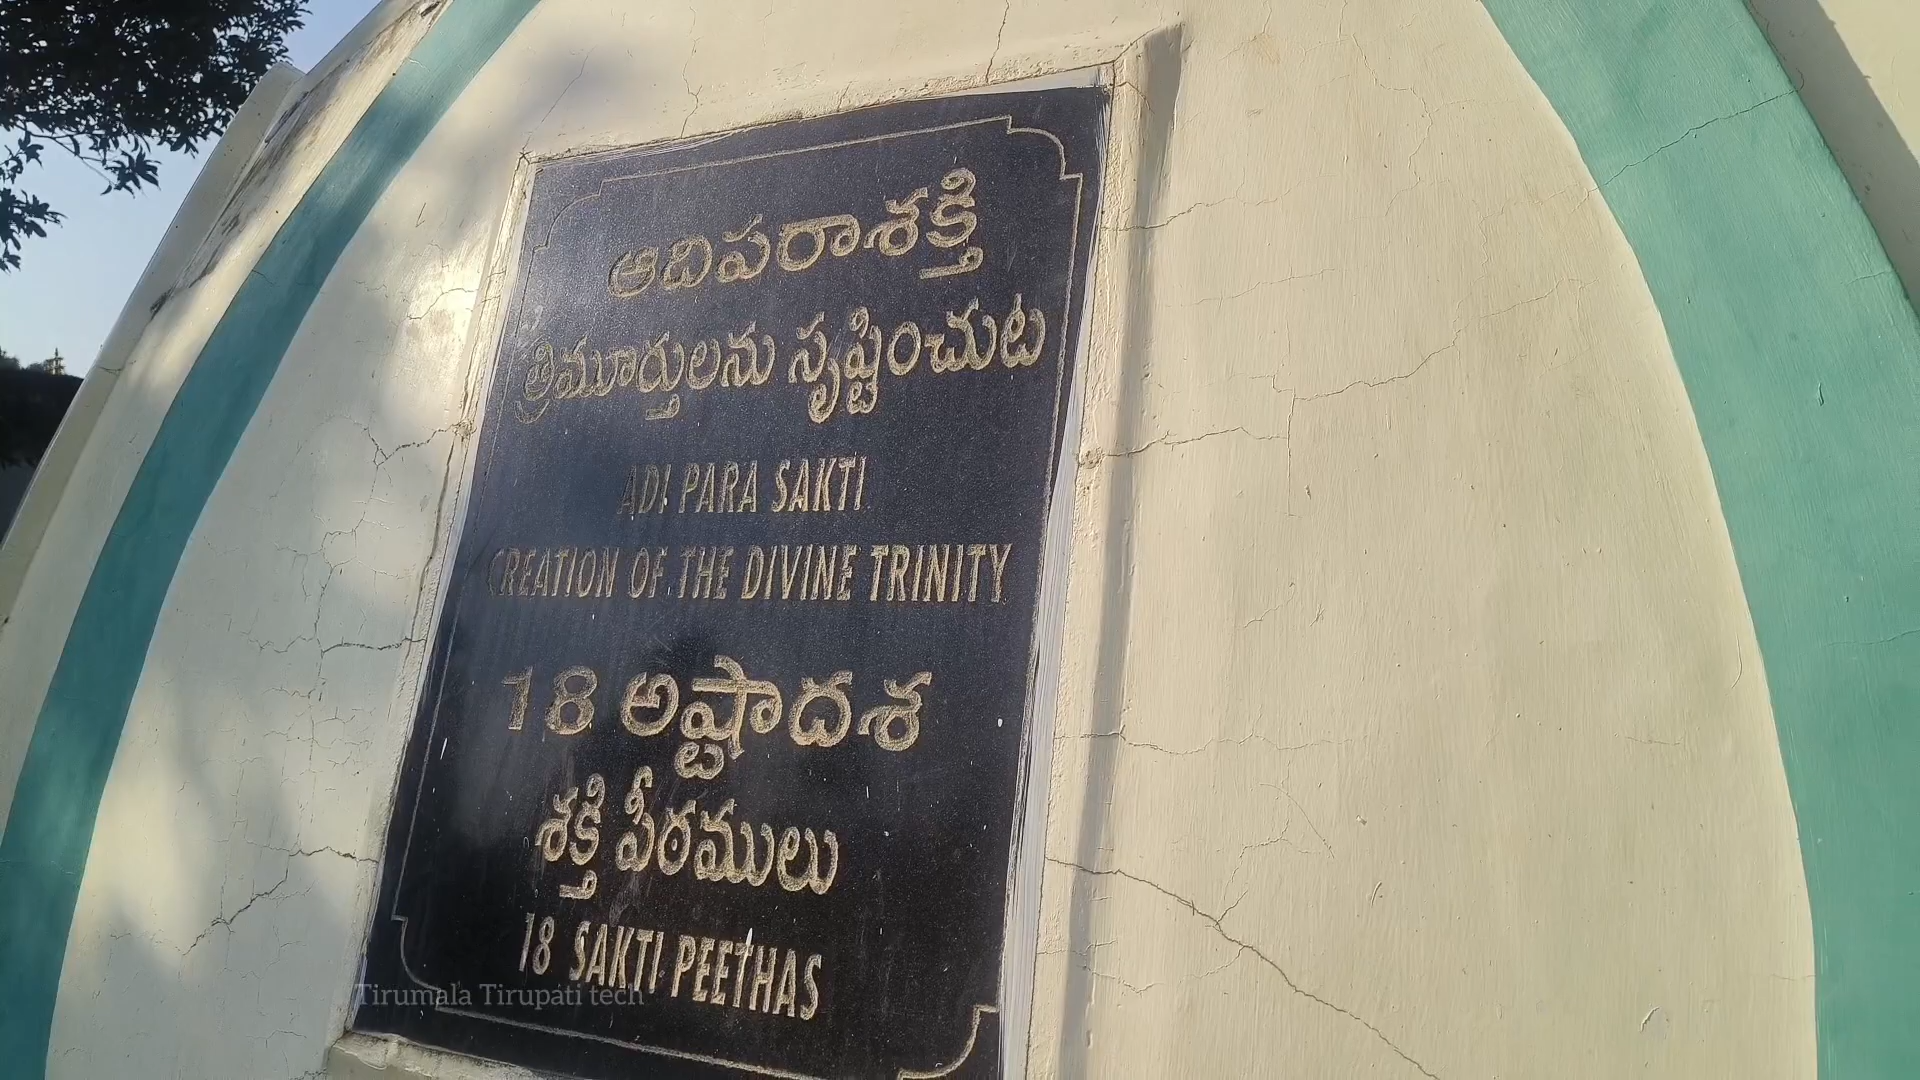 ఆదిపరాశక్తి
త్రిమూర్తులను సృష్టించుట
ADI PARA SAKTI
CREATION OF THE DIVINE TRINITY
18 అష్టాదశ
శక్తి పీఠములు
18 SAKTI PEETHAS
Tirumala Tirupati tech